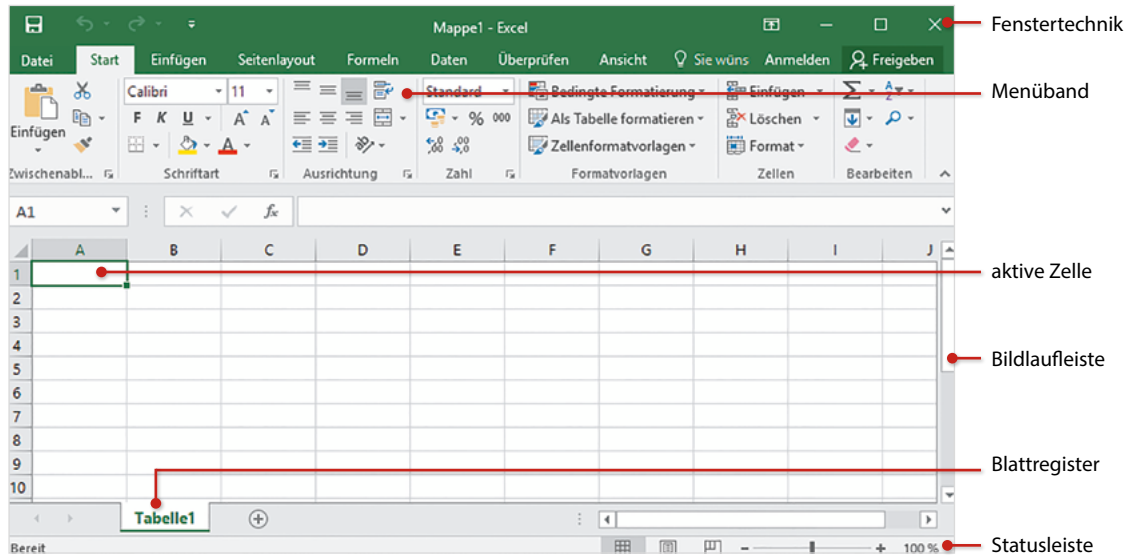 Mappe1 - Excel
Fenstertechnik
Datei Start Einfügen Seitenlayout Formeln Daten Überprüfen Ansicht Sie wüns Anmelden Freigeben
Calibri 11 Standard Bedingte Formatierung Einfügen
Menüband
Einfügen F K U A A % 000 Als Tabelle formatieren Löschen
A Zellenformatvorlagen Format
Zwischenabl... Schriftart Ausrichtung Zahl Formatvorlagen Zellen Bearbeiten
A1 fx
A B C D E F G H I J
1
aktive Zelle
2
3
4
5
Bildlaufleiste
6
7
8
9
Blattregister
10
Tabelle1
Bereit 100 %
Statusleiste